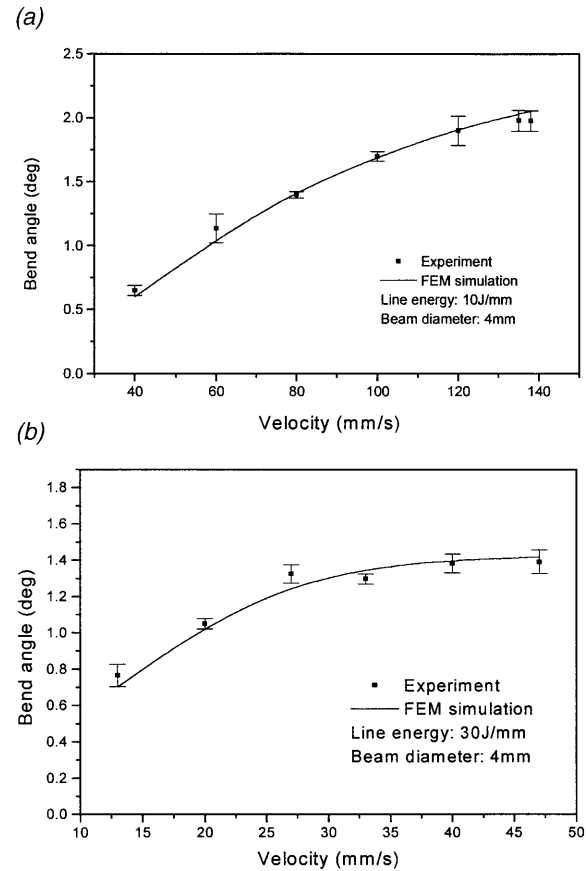 (a)
2.5
2.0
1.5
1.0
0.5
0.0
Bend angle (deg)
Experiment
FEM simulation
Line energy: 10J/mm
Beam diameter: 4mm
40 60 80 100 120 140
Velocity (mm/s)
(b)
1.8
1.6
1.4
1.2
1.0
0.8
0.6
0.4
0.2
0.0
Bend angle (deg)
Experiment
FEM simulation
Line energy: 30J/mm
Beam diameter: 4mm
10 15 20 25 30 35 40 45 50
Velocity (mm/s)